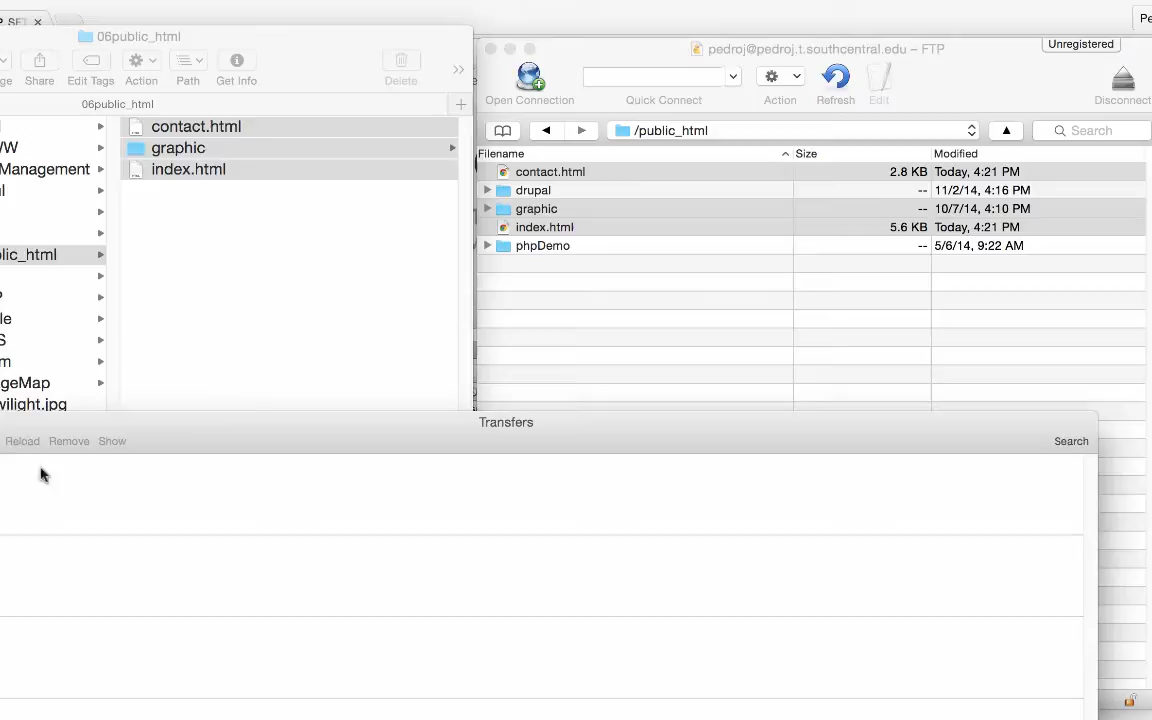 06public_html
Share
Edit Tags
Action
Path
Get Info
Delete
06public_html
Management
lic_html
geMap
wilight.jpg
contact.html
graphic
index.html
Unregistered
pedroj@pedroj.t.southcentral.edu – FTP
Open Connection
Quick Connect
Action
Refresh
Edit
Disconnect
/public_html
Search
Filename Size Modified
contact.html 2.8 KB Today, 4:21 PM
drupal -- 11/2/14, 4:16 PM
graphic -- 10/7/14, 4:10 PM
index.html 5.6 KB Today, 4:21 PM
phpDemo -- 5/6/14, 9:22 AM
Transfers
Reload Remove Show Search